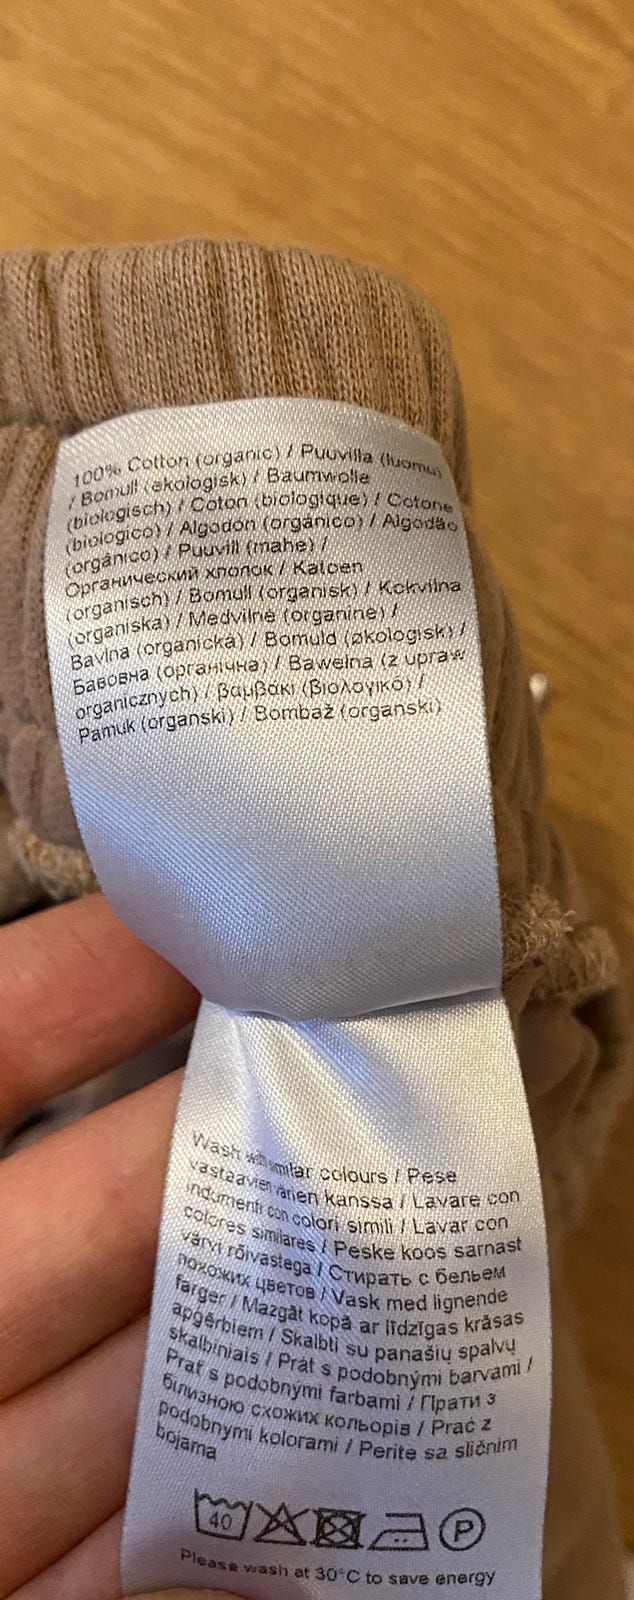 100% Cotton (organic) / Puuvilla (luomu)
/ Bomull (økologisk) / Baumwolle
(biologisch) / Coton (biologique) / Cotone
(biologico) / Algodón (orgánico) / Algodão
(orgânico) / Puuvill (mahe) /
Органический хлопок / Katoen
(organisch) / Bomull (organisk) / Kokvilna
(organiska) / Medvilnė (organinė) /
Bavlna (organická) / Bomuld (økologisk) /
Бавовна (органічна) / Bawełna (z upraw
organicznych) / βαμβάκι (βιολογικό) /
Pamuk (organski) / Bombaž (organski)
Wash with similar colours / Pese
vastaavien värien kanssa / Lavare con
indumenti con colori simili / Lavar con
colores similares / Peske koos sarnast
värvi rõivastega / Стирать с бельем
похожих цветов / Vask med lignende
farger / Mazgāt kopā ar līdzīgas krāsas
apģērbiem / Skalbti su panašių spalvų
skalbiniais / Prát s podobnými barvami /
Prať s podobnými farbami / Прати з
білизною схожих кольорів / Prać z
podobnymi kolorami / Perite sa sličnim
bojama
40 P
Please wash at 30°C to save energy